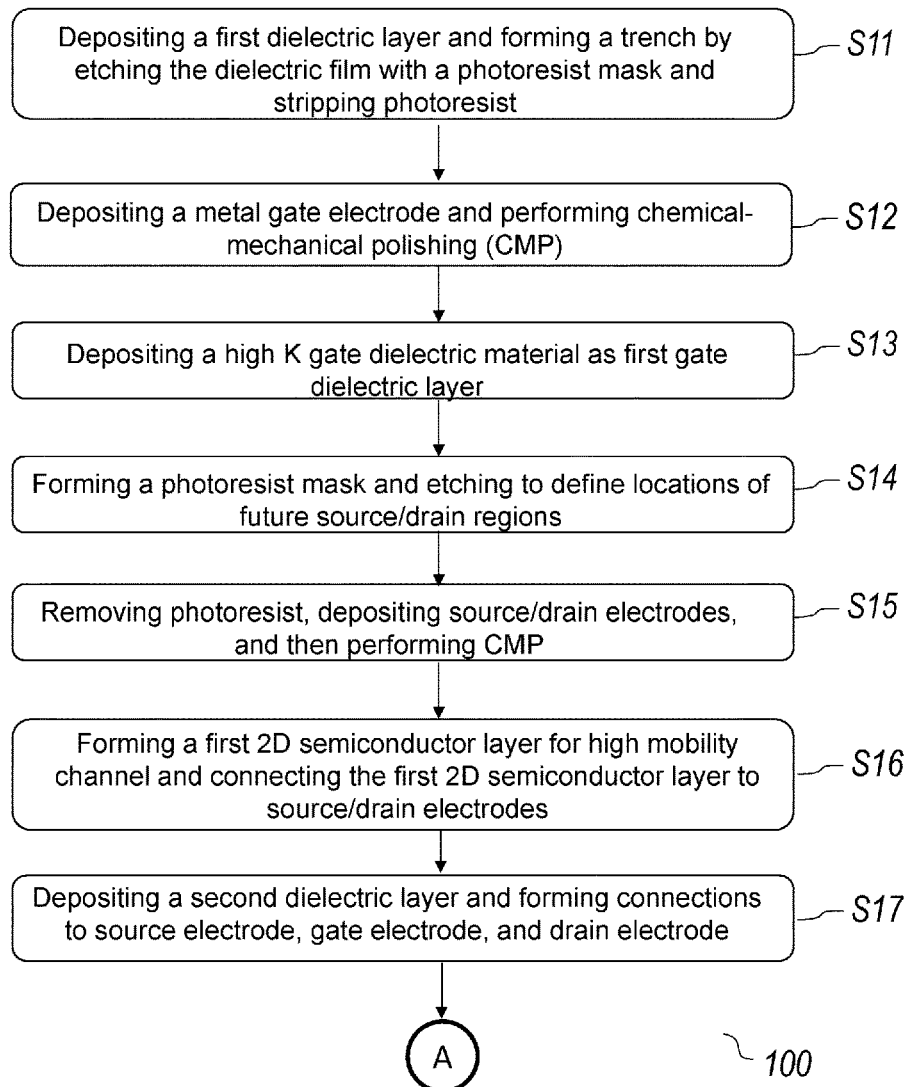 Depositing a first dielectric layer and forming a trench by
etching the dielectric film with a photoresist mask and
stripping photoresist
S11
Depositing a metal gate electrode and performing chemical-
mechanical polishing (CMP)
S12
Depositing a high K gate dielectric material as first gate
dielectric layer
S13
Forming a photoresist mask and etching to define locations of
future source/drain regions
S14
Removing photoresist, depositing source/drain electrodes,
and then performing CMP
S15
Forming a first 2D semiconductor layer for high mobility
channel and connecting the first 2D semiconductor layer to
source/drain electrodes
S16
Depositing a second dielectric layer and forming connections
to source electrode, gate electrode, and drain electrode
S17
A
100